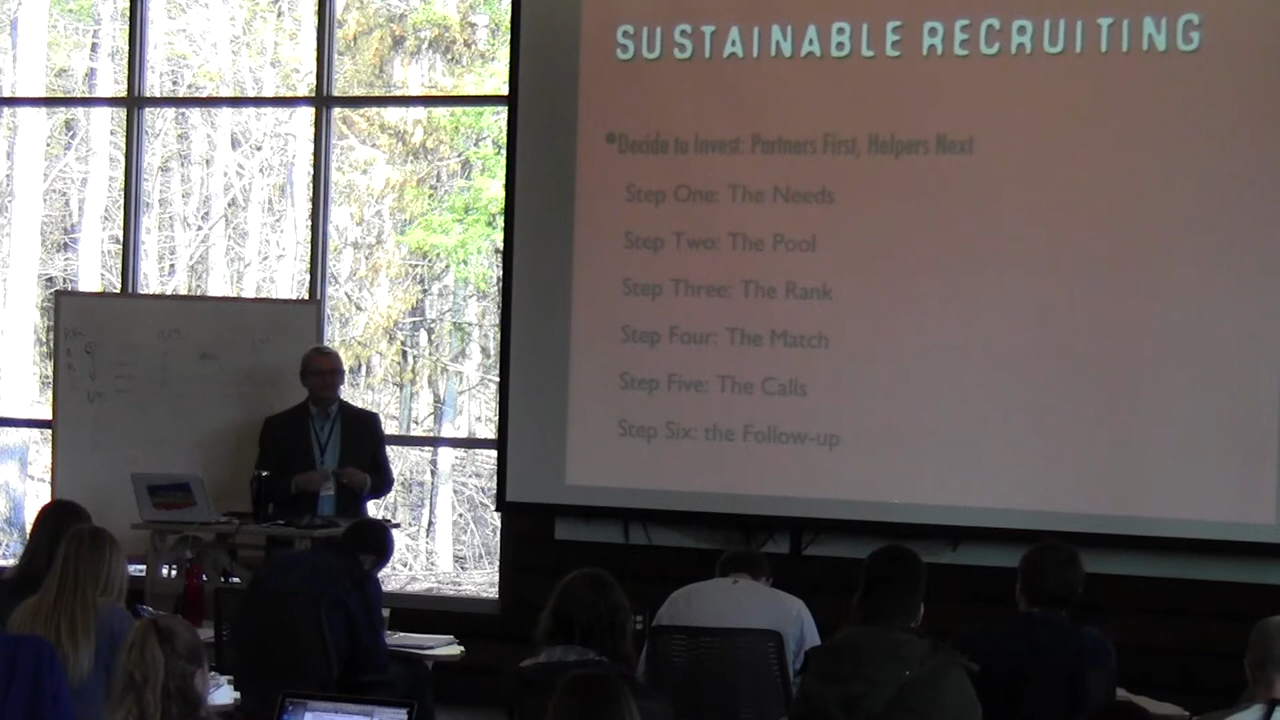 SUSTAINABLE RECRUITING
•Decide to Invest: Partners First, Helpers Next
Step One: The Needs
Step Two: The Pool
Step Three: The Rank
Step Four: The Match
Step Five: The Calls
Step Six: the Follow-up